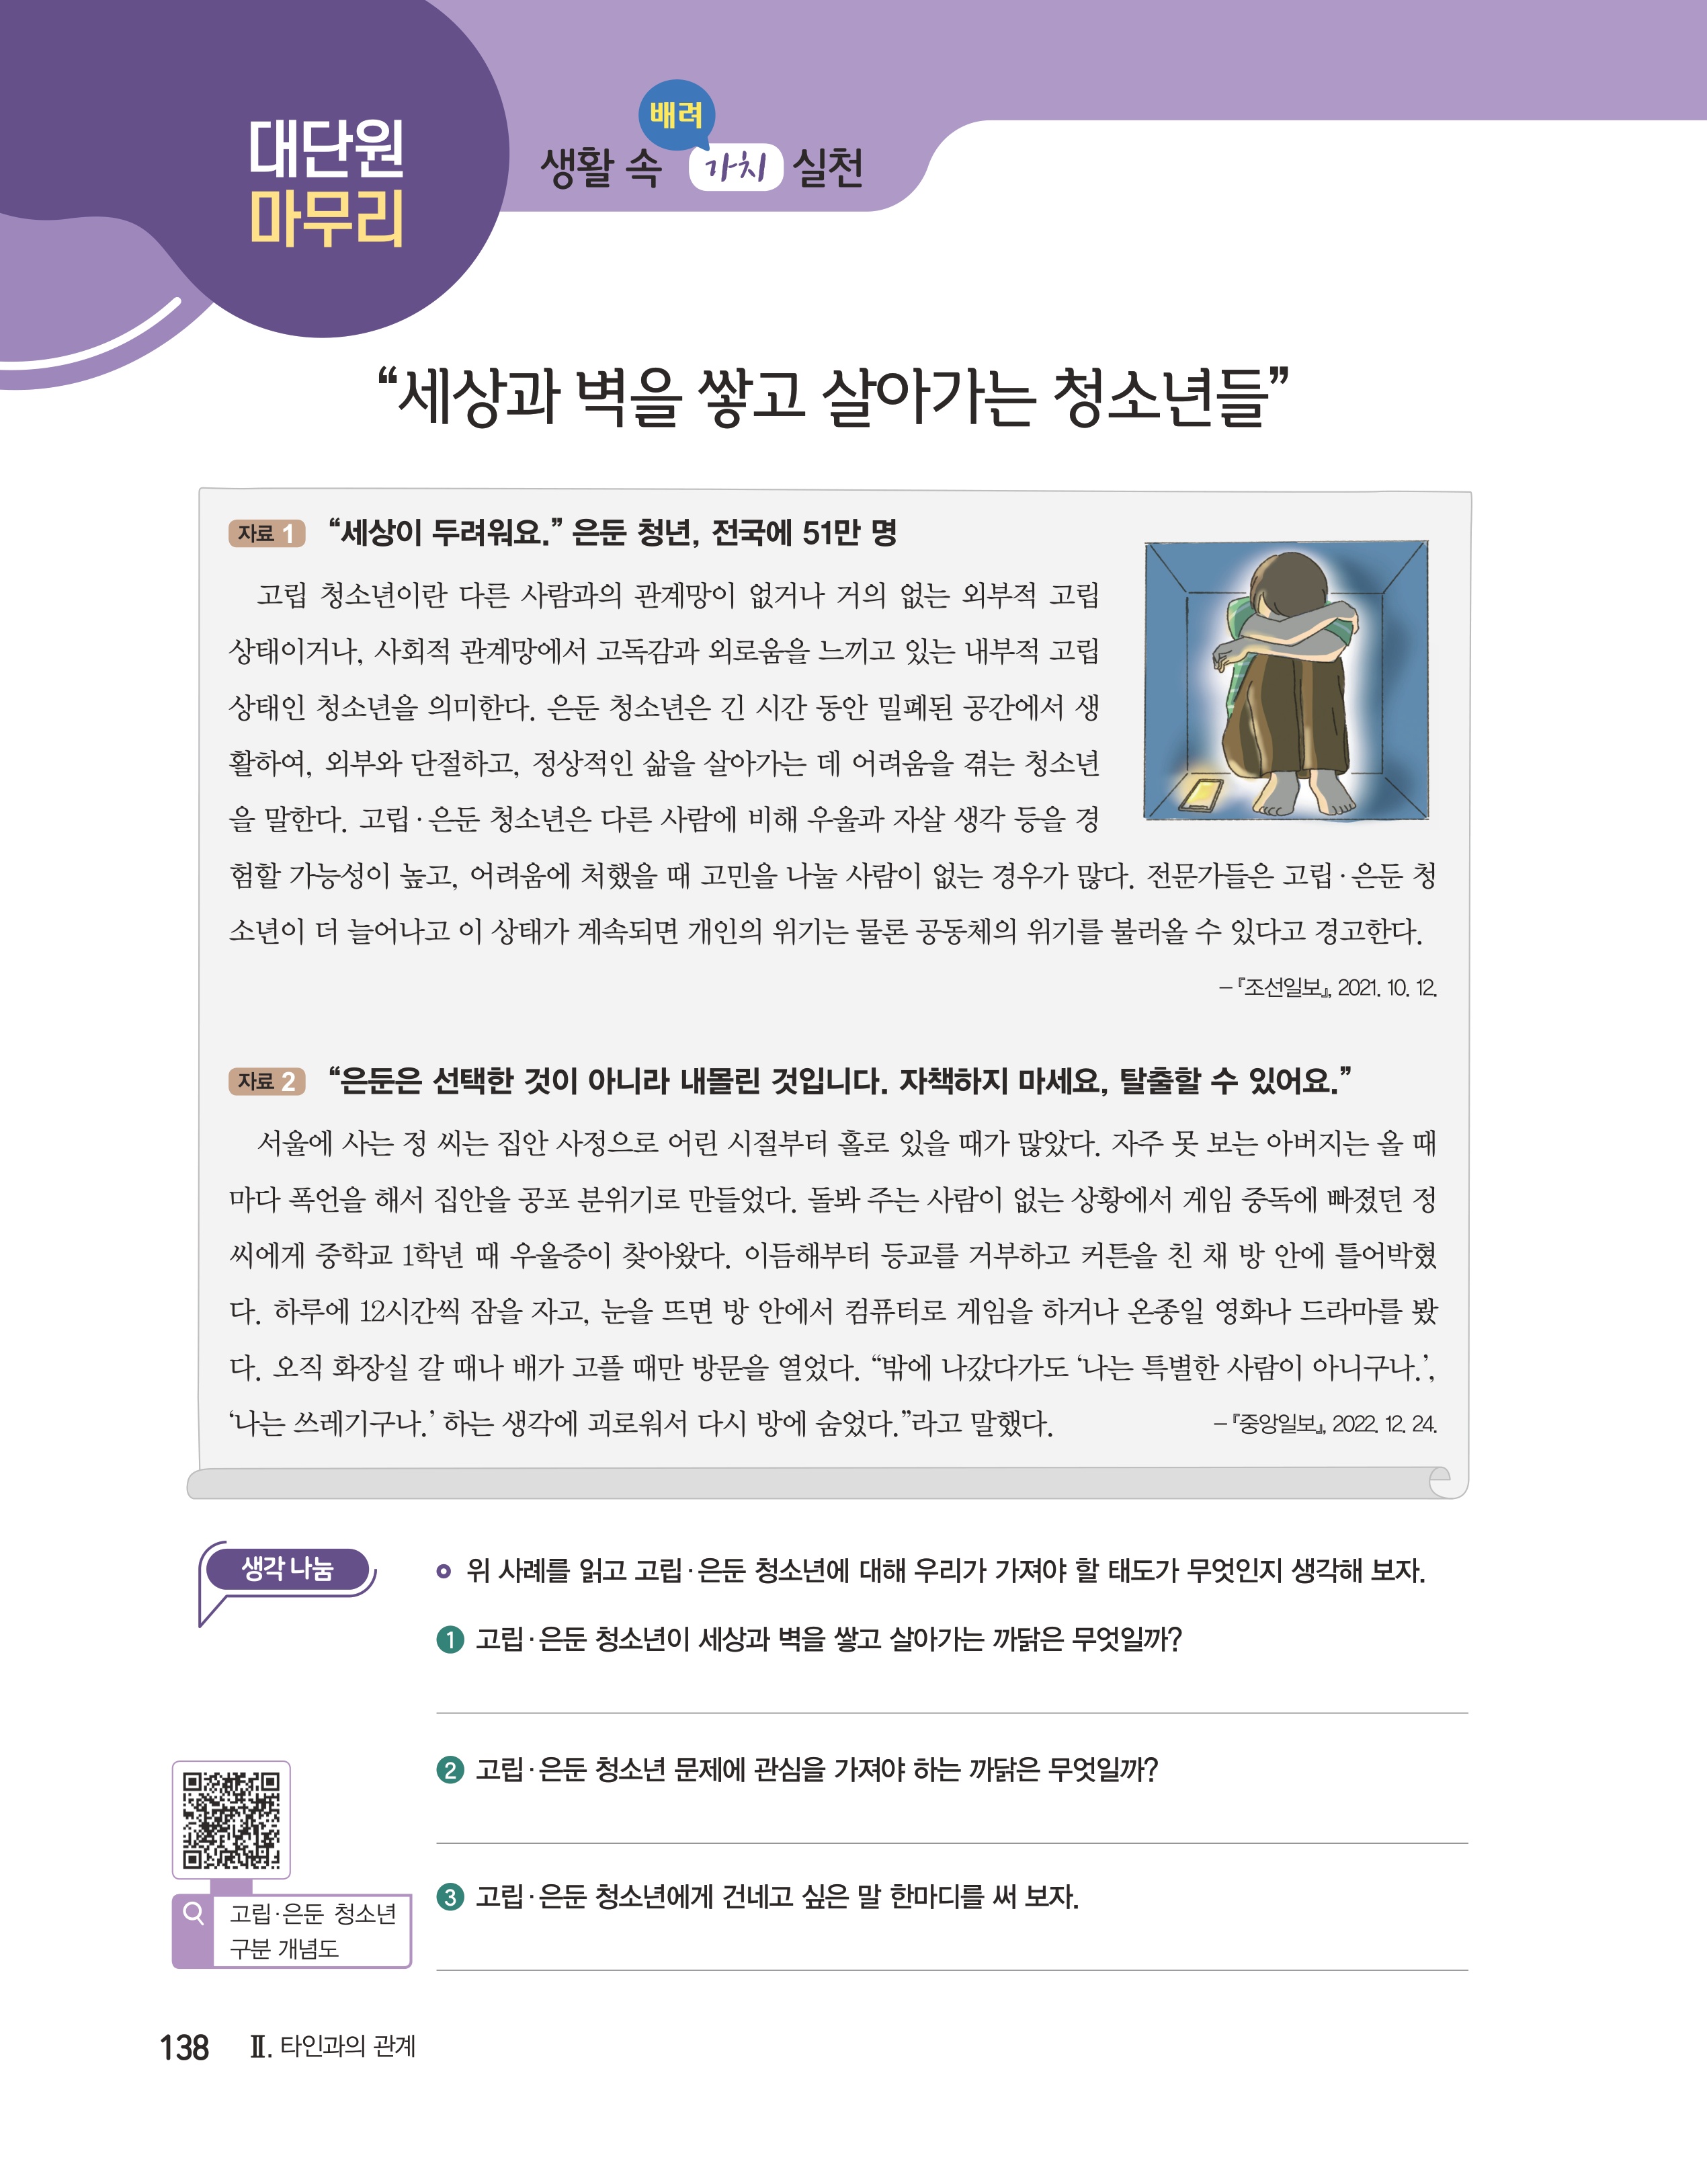 대단원
마무리
배려
생활 속 가치 실천
“세상과 벽을 쌓고 살아가는 청소년들”
자료 1 “세상이 두려워요.” 은둔 청년, 전국에 51만 명
고립 청소년이란 다른 사람과의 관계망이 없거나 거의 없는 외부적 고립
상태이거나, 사회적 관계망에서 고독감과 외로움을 느끼고 있는 내부적 고립
상태인 청소년을 의미한다. 은둔 청소년은 긴 시간 동안 밀폐된 공간에서 생
활하여, 외부와 단절하고, 정상적인 삶을 살아가는 데 어려움을 겪는 청소년
을 말한다. 고립·은둔 청소년은 다른 사람에 비해 우울과 자살 생각 등을 경
험할 가능성이 높고, 어려움에 처했을 때 고민을 나눌 사람이 없는 경우가 많다. 전문가들은 고립·은둔 청
소년이 더 늘어나고 이 상태가 계속되면 개인의 위기는 물론 공동체의 위기를 불러올 수 있다고 경고한다.
– 『조선일보』, 2021. 10. 12.
자료 2 “은둔은 선택한 것이 아니라 내몰린 것입니다. 자책하지 마세요, 탈출할 수 있어요.”
서울에 사는 정 씨는 집안 사정으로 어린 시절부터 홀로 있을 때가 많았다. 자주 못 보는 아버지는 올 때
마다 폭언을 해서 집안을 공포 분위기로 만들었다. 돌봐 주는 사람이 없는 상황에서 게임 중독에 빠졌던 정
씨에게 중학교 1학년 때 우울증이 찾아왔다. 이듬해부터 등교를 거부하고 커튼을 친 채 방 안에 틀어박혔
다. 하루에 12시간씩 잠을 자고, 눈을 뜨면 방 안에서 컴퓨터로 게임을 하거나 온종일 영화나 드라마를 봤
다. 오직 화장실 갈 때나 배가 고플 때만 방문을 열었다. “밖에 나갔다가도 ‘나는 특별한 사람이 아니구나.’,
‘나는 쓰레기구나.’ 하는 생각에 괴로워서 다시 방에 숨었다.”라고 말했다. – 『중앙일보』, 2022. 12. 24.
생각 나눔
위 사례를 읽고 고립·은둔 청소년에 대해 우리가 가져야 할 태도가 무엇인지 생각해 보자.
1 고립·은둔 청소년이 세상과 벽을 쌓고 살아가는 까닭은 무엇일까?
2 고립·은둔 청소년 문제에 관심을 가져야 하는 까닭은 무엇일까?
3 고립·은둔 청소년에게 건네고 싶은 말 한마디를 써 보자.
고립·은둔 청소년
구분 개념도
138 Ⅱ. 타인과의 관계